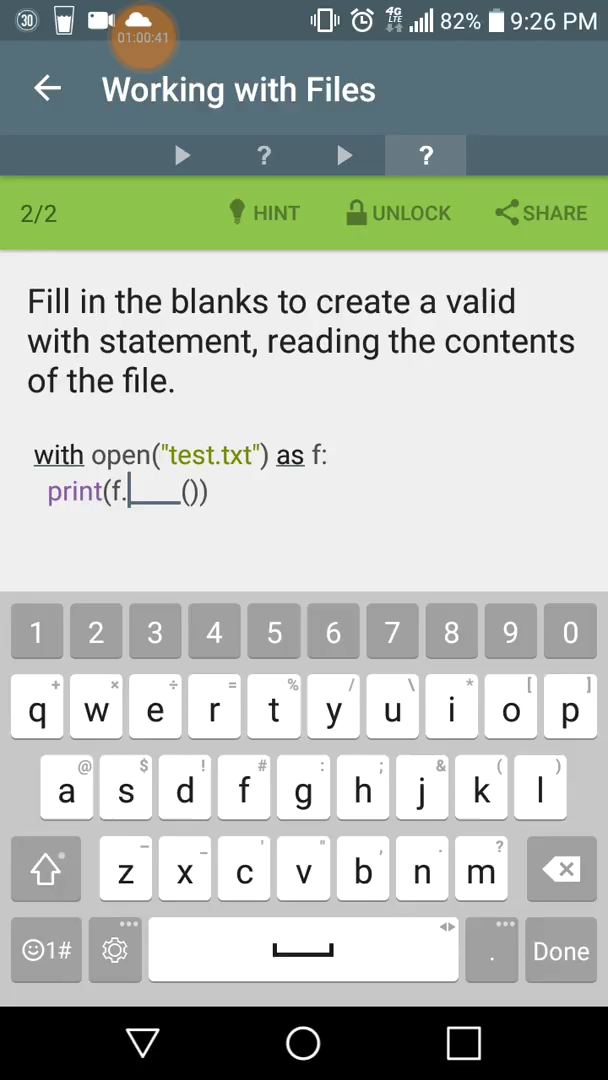 30
01:00:41
4G
LTE
82%
9:26 PM
Working with Files
?
?
2/2
HINT
UNLOCK
SHARE
Fill in the blanks to create a valid
with statement, reading the contents
of the file.
with open("test.txt") as f:
print(f.____())
1 2 3 4 5 6 7 8 9 0
+ × ÷ = % / \ * [ ]
q w e r t y u i o p
@ $ ! # : ; & ( )
a s d f g h j k l
– _ ' " , . ?
z x c v b n m
1#
.
Done